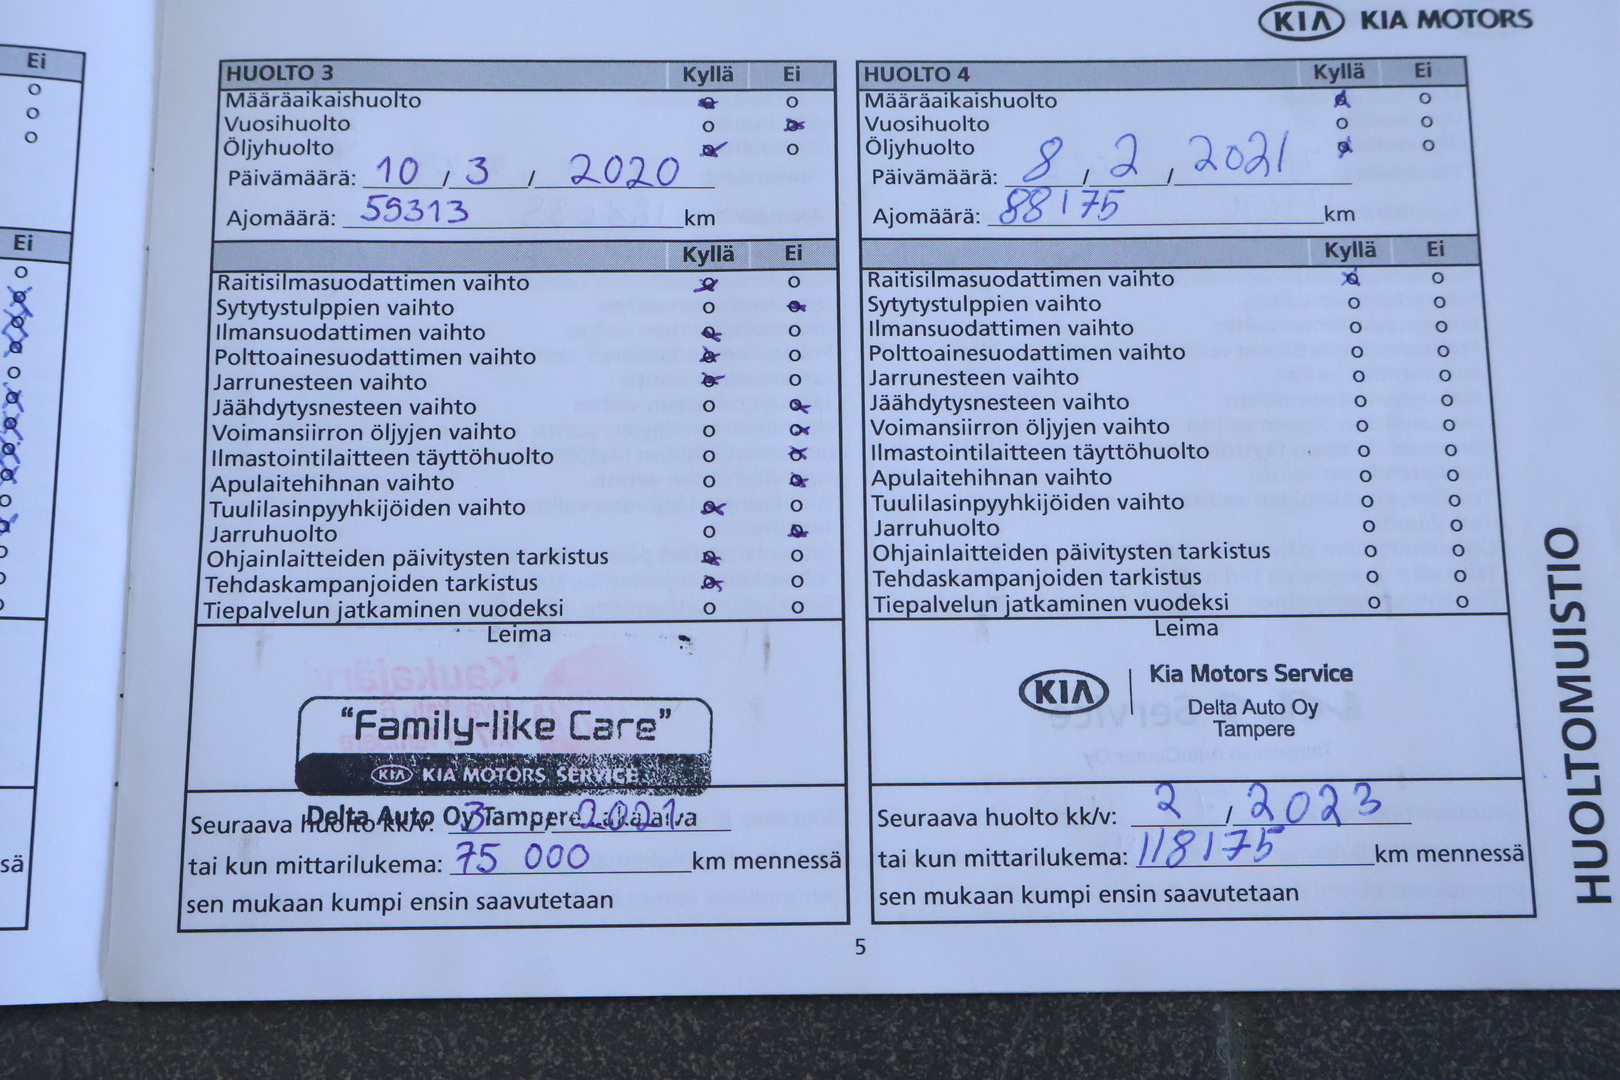 KIA KIA MOTORS
Ei
Ei
sä
HUOLTO 3 Kyllä Ei
Määräaikaishuolto
Vuosihuolto
Öljyhuolto
Päivämäärä: 10 / 3 / 2020
Ajomäärä: 59313 km
Kyllä Ei
Raitisilmasuodattimen vaihto
Sytytystulppien vaihto
Ilmansuodattimen vaihto
Polttoainesuodattimen vaihto
Jarrunesteen vaihto
Jäähdytysnesteen vaihto
Voimansiirron öljyjen vaihto
Ilmastointilaitteen täyttöhuolto
Apulaitehihnan vaihto
Tuulilasinpyyhkijöiden vaihto
Jarruhuolto
Ohjainlaitteiden päivitysten tarkistus
Tehdaskampanjoiden tarkistus
Tiepalvelun jatkaminen vuodeksi
Leima
"Family-like Care"
KIA KIA MOTORS SERVICE
Delta Auto Oy Tampere
Seuraava huolto kk/v: 3 / 2021
tai kun mittarilukema: 75 000 km mennessä
sen mukaan kumpi ensin saavutetaan
HUOLTO 4 Kyllä Ei
Määräaikaishuolto
Vuosihuolto
Öljyhuolto
Päivämäärä: 8 / 2 / 2021
Ajomäärä: 88175 km
Kyllä Ei
Raitisilmasuodattimen vaihto
Sytytystulppien vaihto
Ilmansuodattimen vaihto
Polttoainesuodattimen vaihto
Jarrunesteen vaihto
Jäähdytysnesteen vaihto
Voimansiirron öljyjen vaihto
Ilmastointilaitteen täyttöhuolto
Apulaitehihnan vaihto
Tuulilasinpyyhkijöiden vaihto
Jarruhuolto
Ohjainlaitteiden päivitysten tarkistus
Tehdaskampanjoiden tarkistus
Tiepalvelun jatkaminen vuodeksi
Leima
KIA Kia Motors Service
Delta Auto Oy
Tampere
Seuraava huolto kk/v: 2 / 2023
tai kun mittarilukema: 118175 km mennessä
sen mukaan kumpi ensin saavutetaan
HUOLTOMUISTIO
5